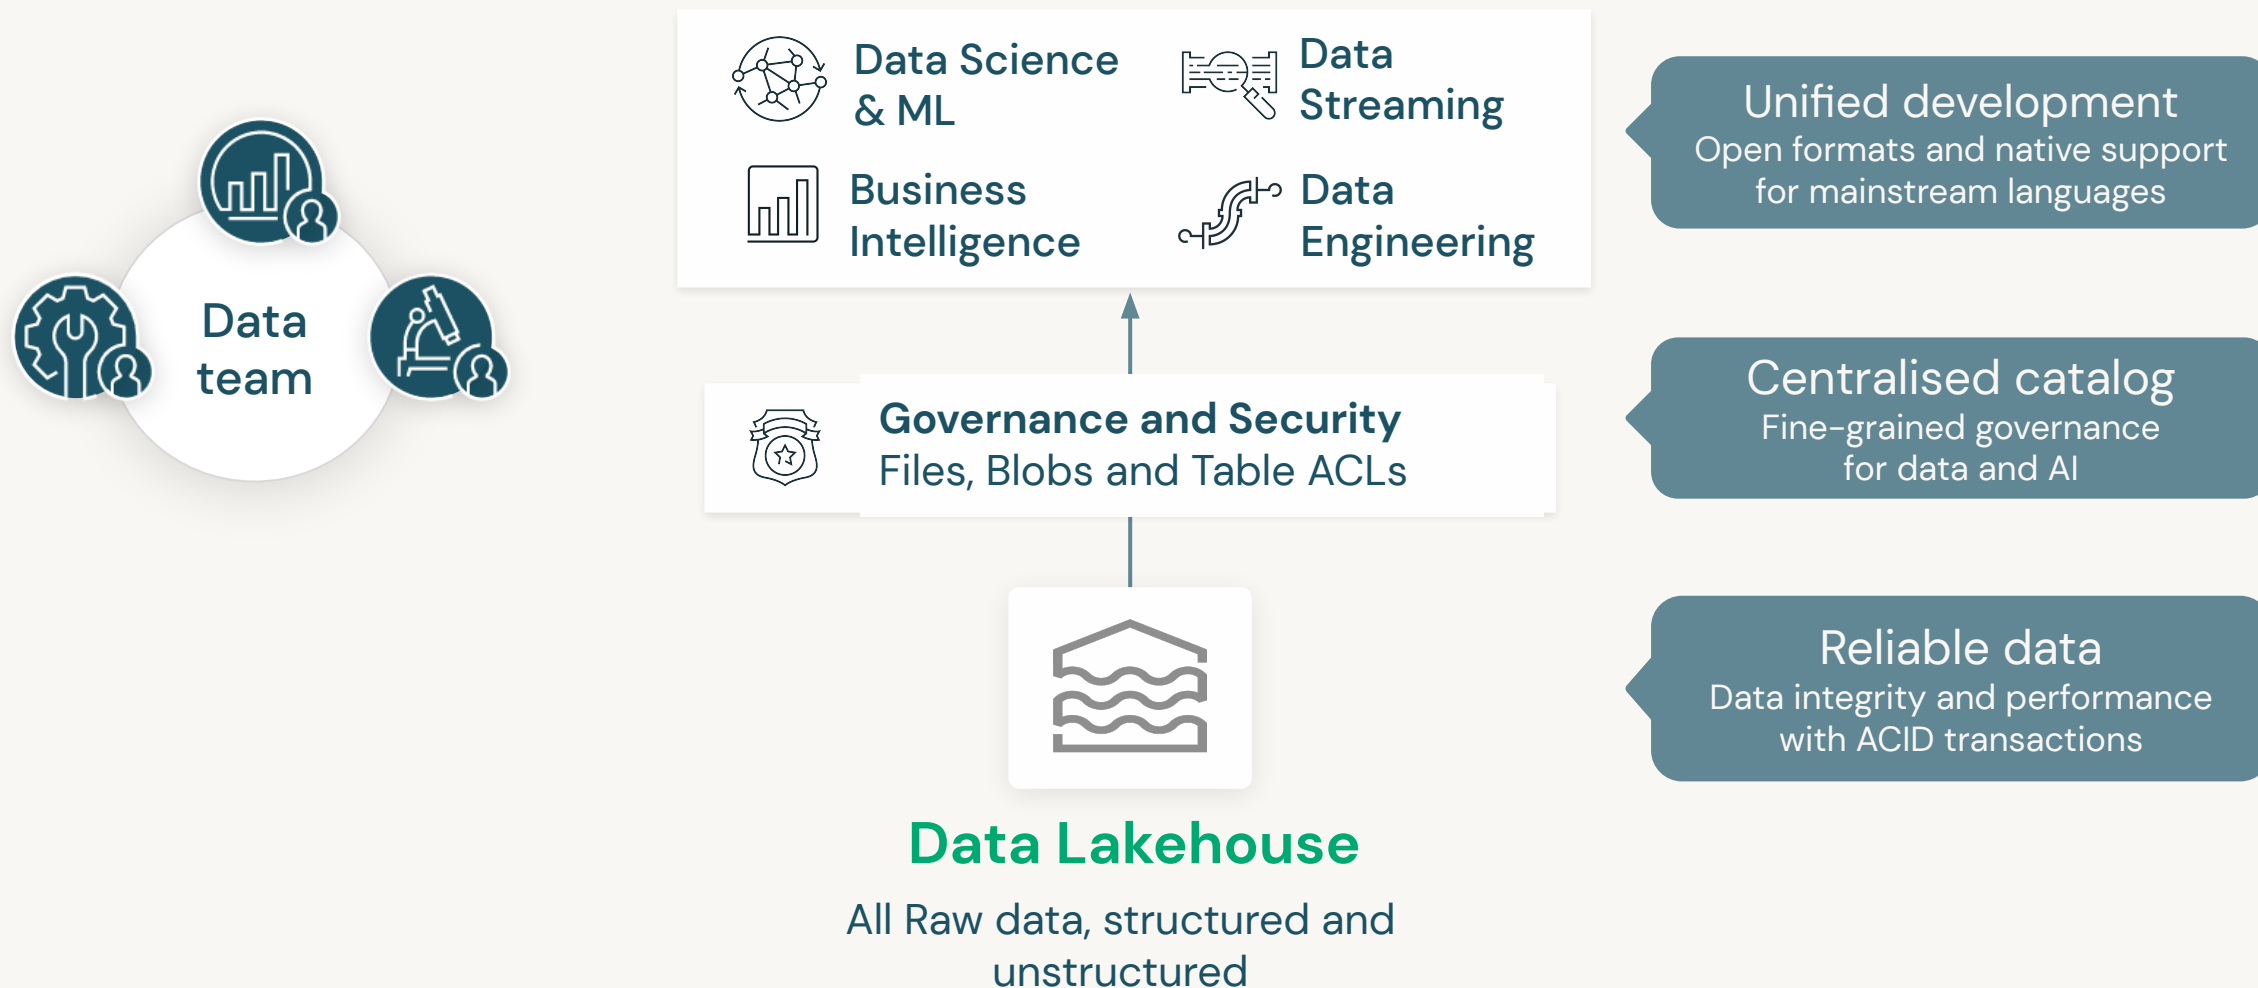 Data
team
Data Science
& ML
Data
Streaming
Business
Intelligence
Data
Engineering
Governance and Security
Files, Blobs and Table ACLs
Data Lakehouse
All Raw data, structured and
unstructured
Unified development
Open formats and native support
for mainstream languages
Centralised catalog
Fine-grained governance
for data and AI
Reliable data
Data integrity and performance
with ACID transactions